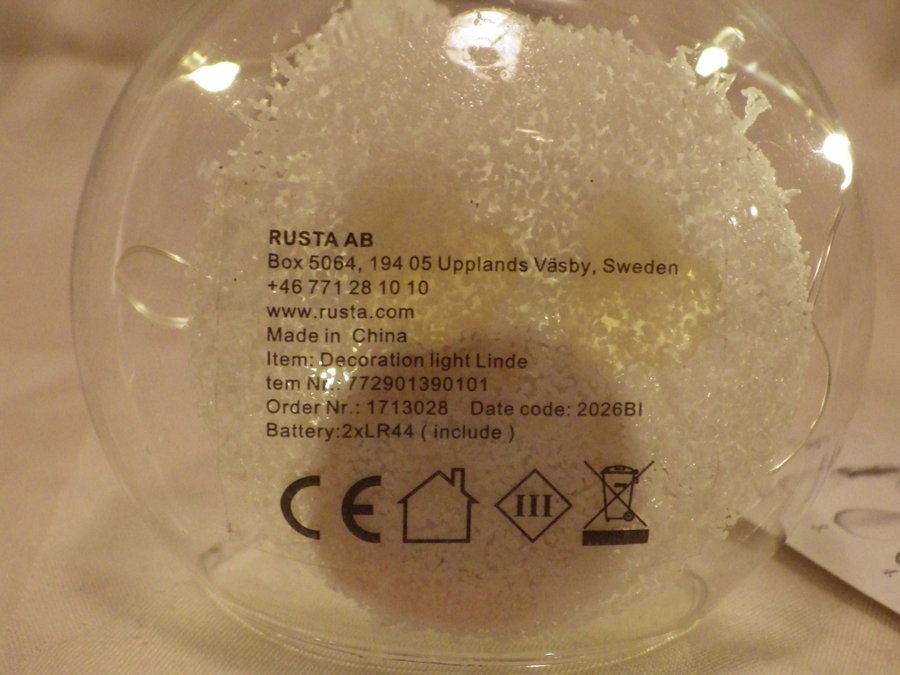 RUSTA AB
Box 5064, 194 05 Upplands Väsby, Sweden
+46 771 28 10 10
www.rusta.com
Made in China
Item: Decoration light Linde
tem Nr.: 772901390101
Order Nr.: 1713028 Date code: 2026BI
Battery:2xLR44 ( include )
CE III